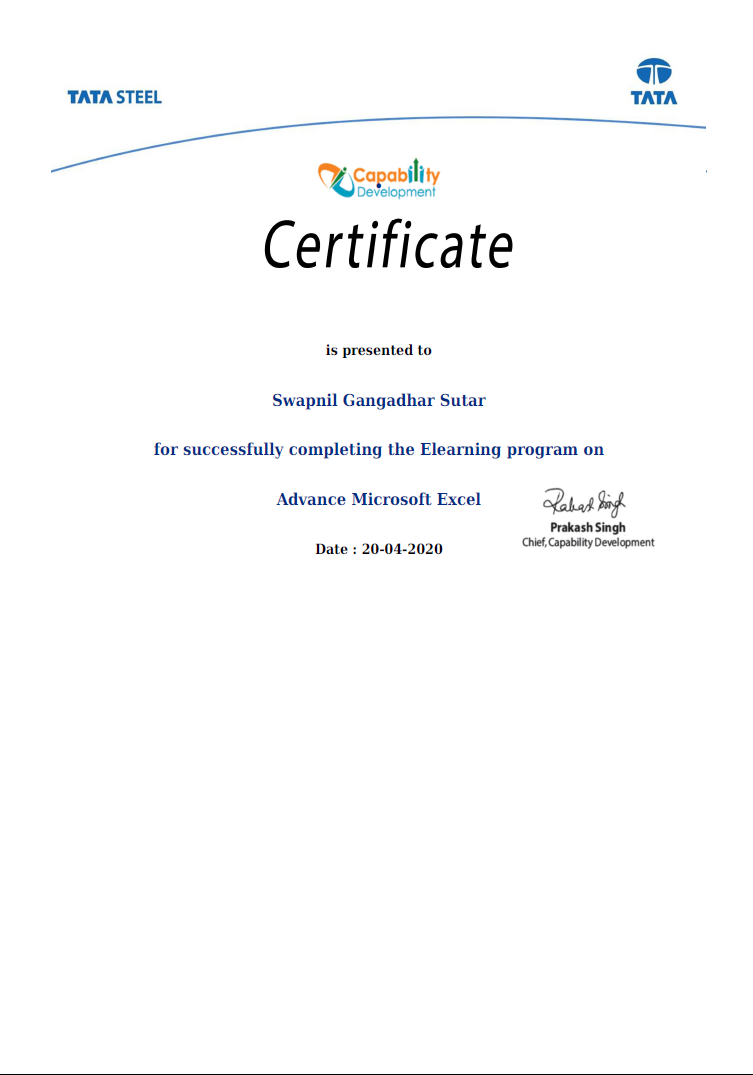 TATA STEEL
TATA
Capability
Development
Certificate
is presented to
Swapnil Gangadhar Sutar
for successfully completing the Elearning program on
Advance Microsoft Excel
Prakash Singh
Prakash Singh
Chief, Capability Development
Date : 20-04-2020